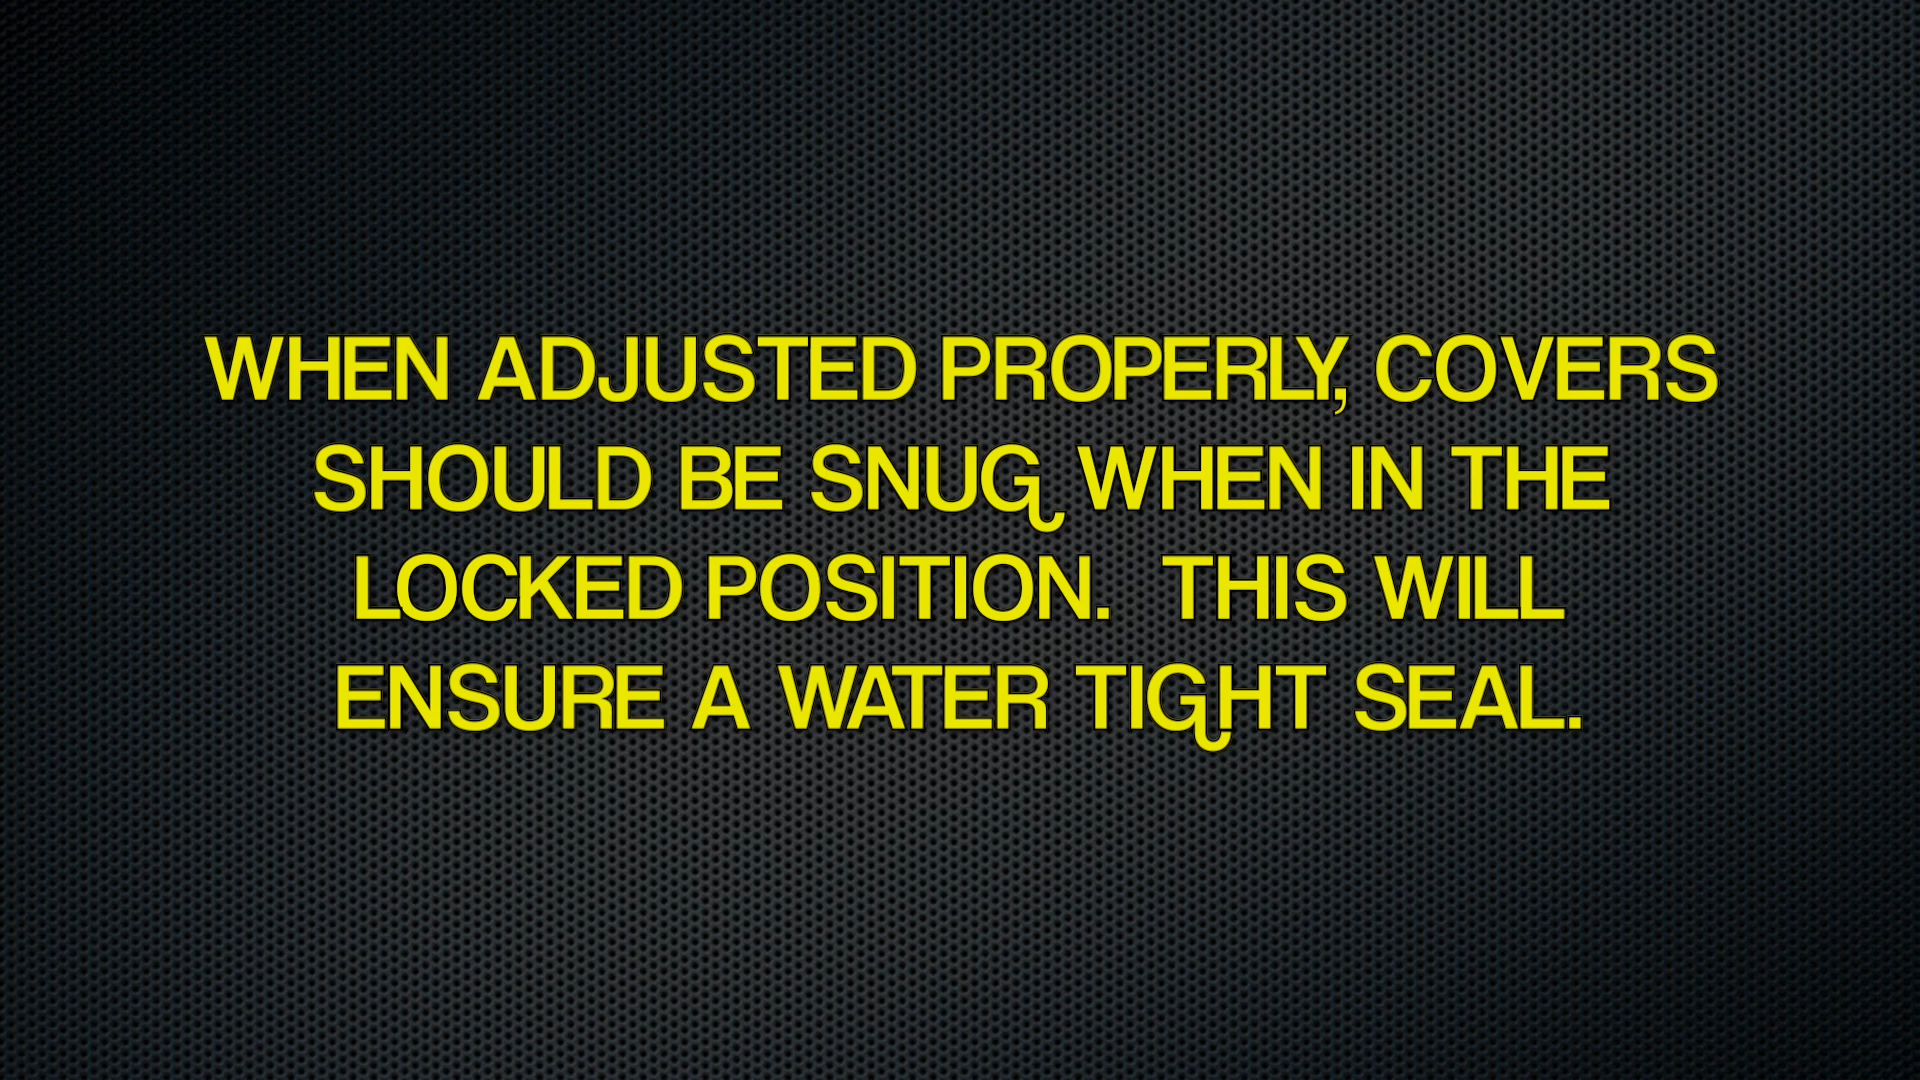 WHEN ADJUSTED PROPERLY, COVERS
SHOULD BE SNUG WHEN IN THE
LOCKED POSITION.  THIS WILL
ENSURE A WATER TIGHT SEAL.